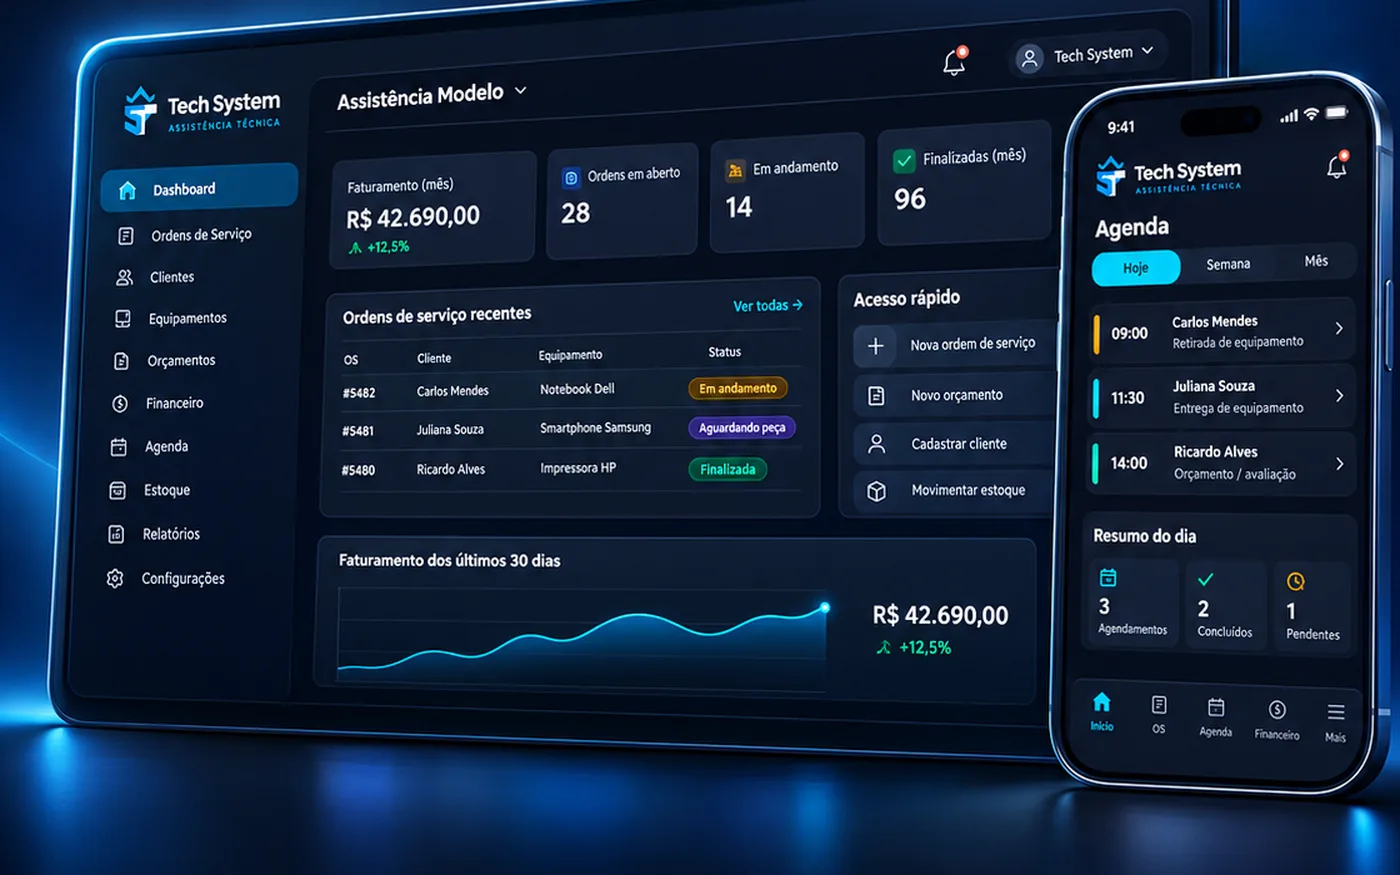 Tech System
ASSISTÊNCIA TÉCNICA
Dashboard
Ordens de Serviço
Clientes
Equipamentos
Orçamentos
Financeiro
Agenda
Estoque
Relatórios
Configurações
Assistência Modelo
Tech System
Faturamento (mês)
R$ 42.690,00
+12,5%
Ordens em aberto
28
Em andamento
14
Finalizadas (mês)
96
Ordens de serviço recentes
Ver todas →
OS Cliente Equipamento Status
#5482 Carlos Mendes Notebook Dell Em andamento
#5481 Juliana Souza Smartphone Samsung Aguardando peça
#5480 Ricardo Alves Impressora HP Finalizada
Acesso rápido
Nova ordem de serviço
Novo orçamento
Cadastrar cliente
Movimentar estoque
Faturamento dos últimos 30 dias
R$ 42.690,00
+12,5%
9:41
Tech System
ASSISTÊNCIA TÉCNICA
Agenda
Hoje Semana Mês
09:00 Carlos Mendes
Retirada de equipamento
11:30 Juliana Souza
Entrega de equipamento
14:00 Ricardo Alves
Orçamento / avaliação
Resumo do dia
3
Agendamentos
2
Concluídos
1
Pendentes
Início OS Agenda Financeiro Mais